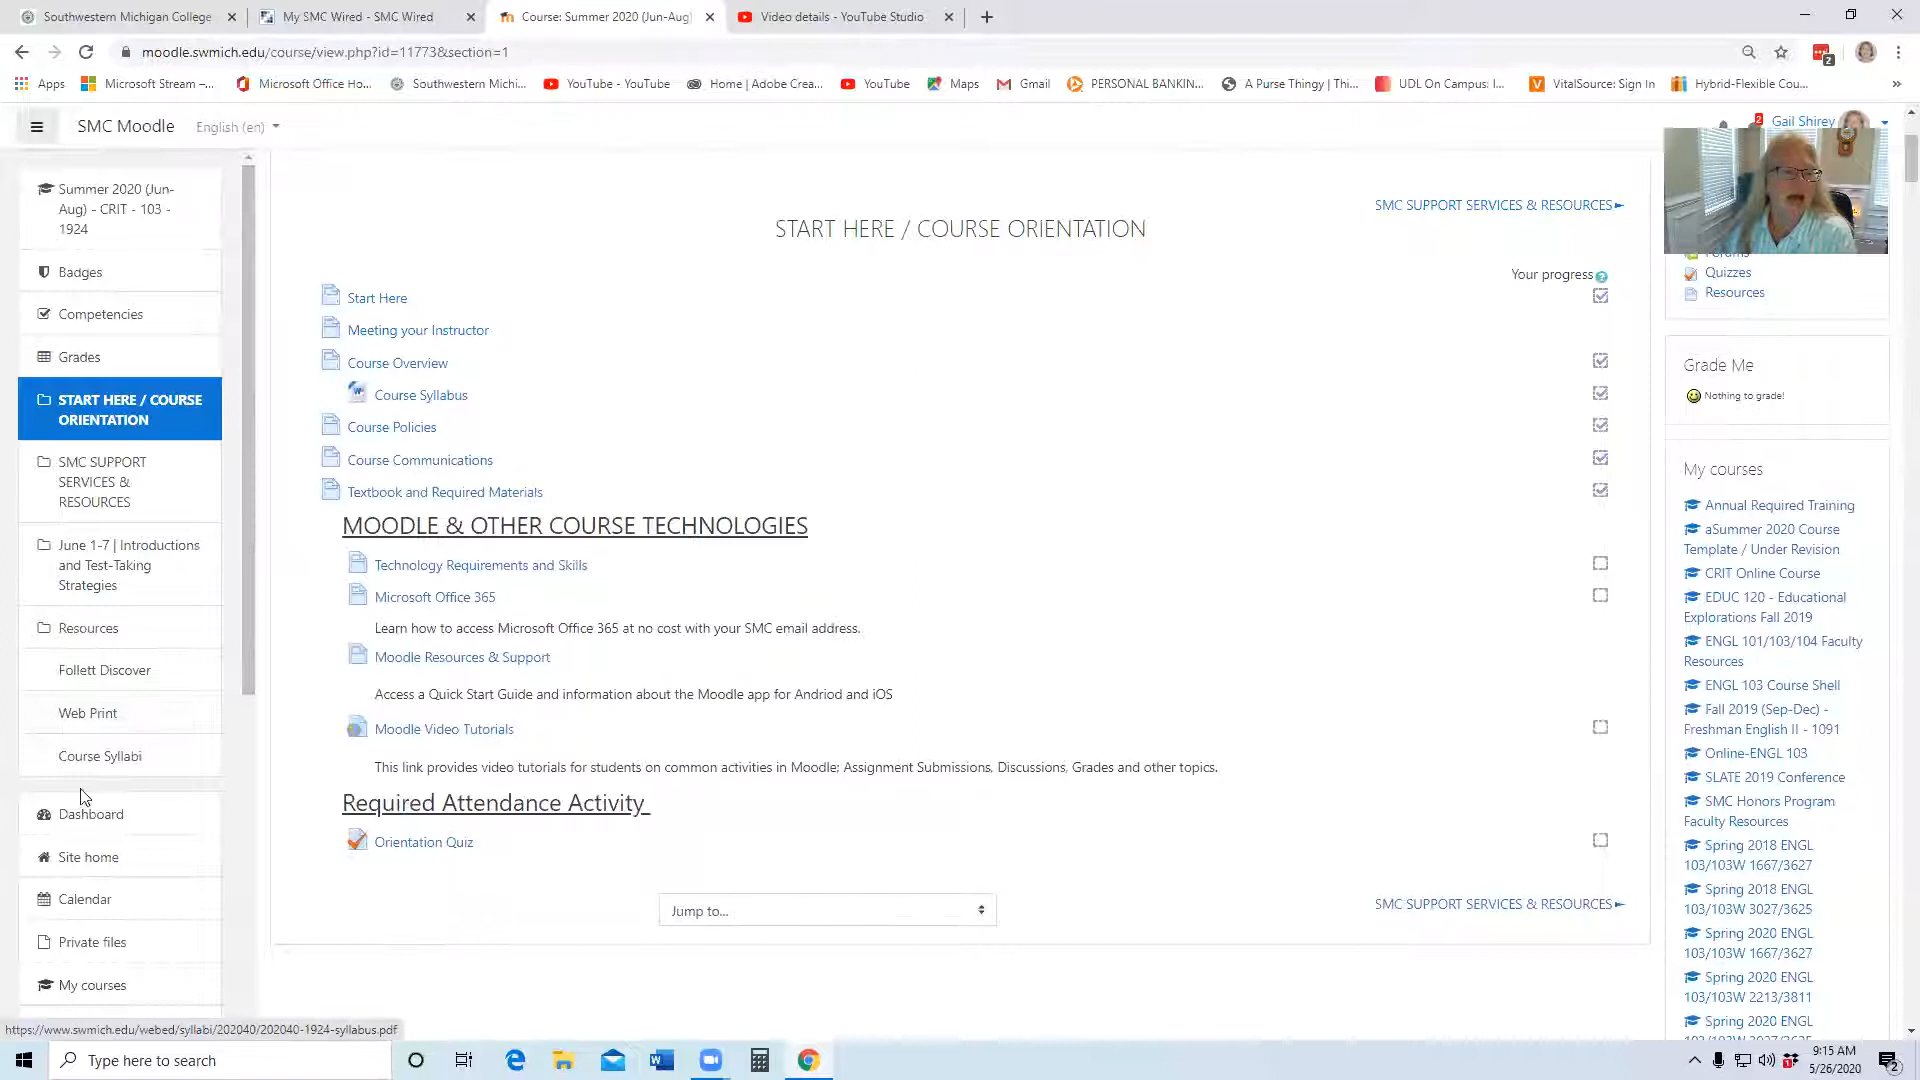 Southwestern Michigan College
My SMC Wired - SMC Wired
Course: Summer 2020 (Jun-Aug)
Video details - YouTube Studio
moodle.swmich.edu/course/view.php?id=11773&section=1
2
Apps
Microsoft Stream –...
Microsoft Office Ho...
Southwestern Michi...
YouTube - YouTube
Home | Adobe Crea...
YouTube
Maps
Gmail
PERSONAL BANKIN...
A Purse Thingy | Thi...
UDL On Campus: I...
VitalSource: Sign In
Hybrid-Flexible Cou...
SMC Moodle
English (en)
2
Gail Shirey
Summer 2020 (Jun-
Aug) - CRIT - 103 -
1924
Badges
Competencies
Grades
START HERE / COURSE
ORIENTATION
SMC SUPPORT
SERVICES &
RESOURCES
June 1-7 | Introductions
and Test-Taking
Strategies
Resources
Follett Discover
Web Print
Course Syllabi
Dashboard
Site home
Calendar
Private files
My courses
SMC SUPPORT SERVICES & RESOURCES►
START HERE / COURSE ORIENTATION
Your progress
Start Here
Meeting your Instructor
Course Overview
Course Syllabus
Course Policies
Course Communications
Textbook and Required Materials
MOODLE & OTHER COURSE TECHNOLOGIES
Technology Requirements and Skills
Microsoft Office 365
Learn how to access Microsoft Office 365 at no cost with your SMC email address.
Moodle Resources & Support
Access a Quick Start Guide and information about the Moodle app for Andriod and iOS
Moodle Video Tutorials
This link provides video tutorials for students on common activities in Moodle; Assignment Submissions, Discussions, Grades and other topics.
Required Attendance Activity
Orientation Quiz
Jump to...
SMC SUPPORT SERVICES & RESOURCES►
Forums
Quizzes
Resources
Grade Me
Nothing to grade!
My courses
Annual Required Training
aSummer 2020 Course
Template / Under Revision
CRIT Online Course
EDUC 120 - Educational
Explorations Fall 2019
ENGL 101/103/104 Faculty
Resources
ENGL 103 Course Shell
Fall 2019 (Sep-Dec) -
Freshman English II - 1091
Online-ENGL 103
SLATE 2019 Conference
SMC Honors Program
Faculty Resources
Spring 2018 ENGL
103/103W 1667/3627
Spring 2018 ENGL
103/103W 3027/3625
Spring 2020 ENGL
103/103W 1667/3627
Spring 2020 ENGL
103/103W 2213/3811
Spring 2020 ENGL
https://www.swmich.edu/webed/syllabi/202040/202040-1924-syllabus.pdf
Type here to search
9:15 AM
5/26/2020
2